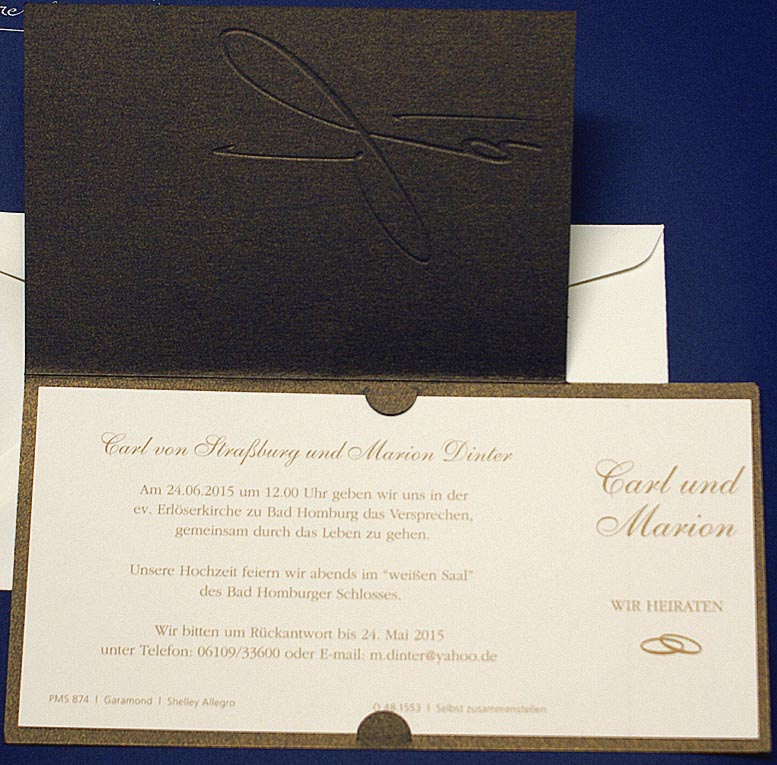 Carl von Straßburg und Marion Dinter
Am 24.06.2015 um 12.00 Uhr geben wir uns in der
ev. Erlöserkirche zu Bad Homburg das Versprechen,
gemeinsam durch das Leben zu gehen.
Unsere Hochzeit feiern wir abends im "weißen Saal"
des Bad Homburger Schlosses.
Wir bitten um Rückantwort bis 24. Mai 2015
unter Telefon: 06109/33600 oder E-mail: m.dinter@yahoo.de
PMS 874 I Garamond I Shelley Allegro
Q 48.1553 I Selbst zusammenstellen
Carl und
Marion
WIR HEIRATEN